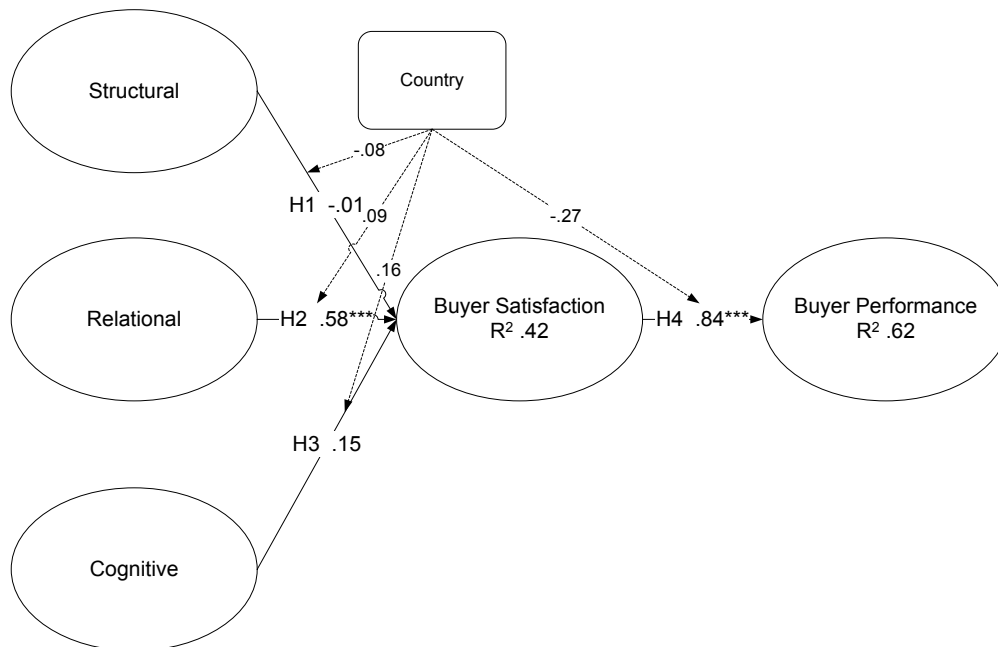 Structural
Country
-.08
H1 -.01
.09
-.27
.16
Relational
H2 .58***
Buyer Satisfaction
R² .42
H4 .84***
Buyer Performance
R² .62
H3 .15
Cognitive